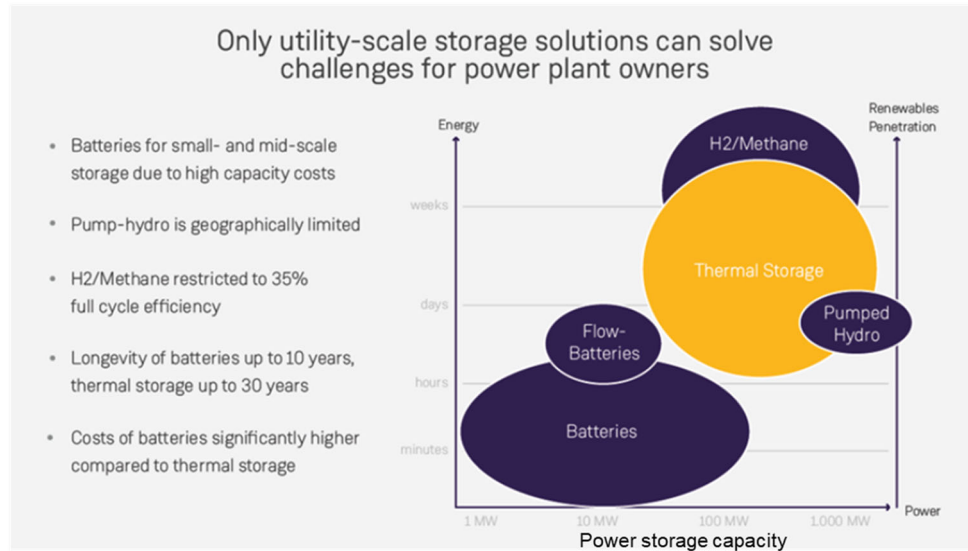 Only utility-scale storage solutions can solve
challenges for power plant owners
• Batteries for small- and mid-scale
storage due to high capacity costs
• Pump-hydro is geographically limited
• H2/Methane restricted to 35%
full cycle efficiency
• Longevity of batteries up to 10 years,
thermal storage up to 30 years
• Costs of batteries significantly higher
compared to thermal storage
Energy
Renewables
Penetration
H2/Methane
weeks
Thermal Storage
days
Pumped
Hydro
Flow-
Batteries
hours
Batteries
minutes
Power
1 MW
10 MW
100 MW
1.000 MW
Power storage capacity